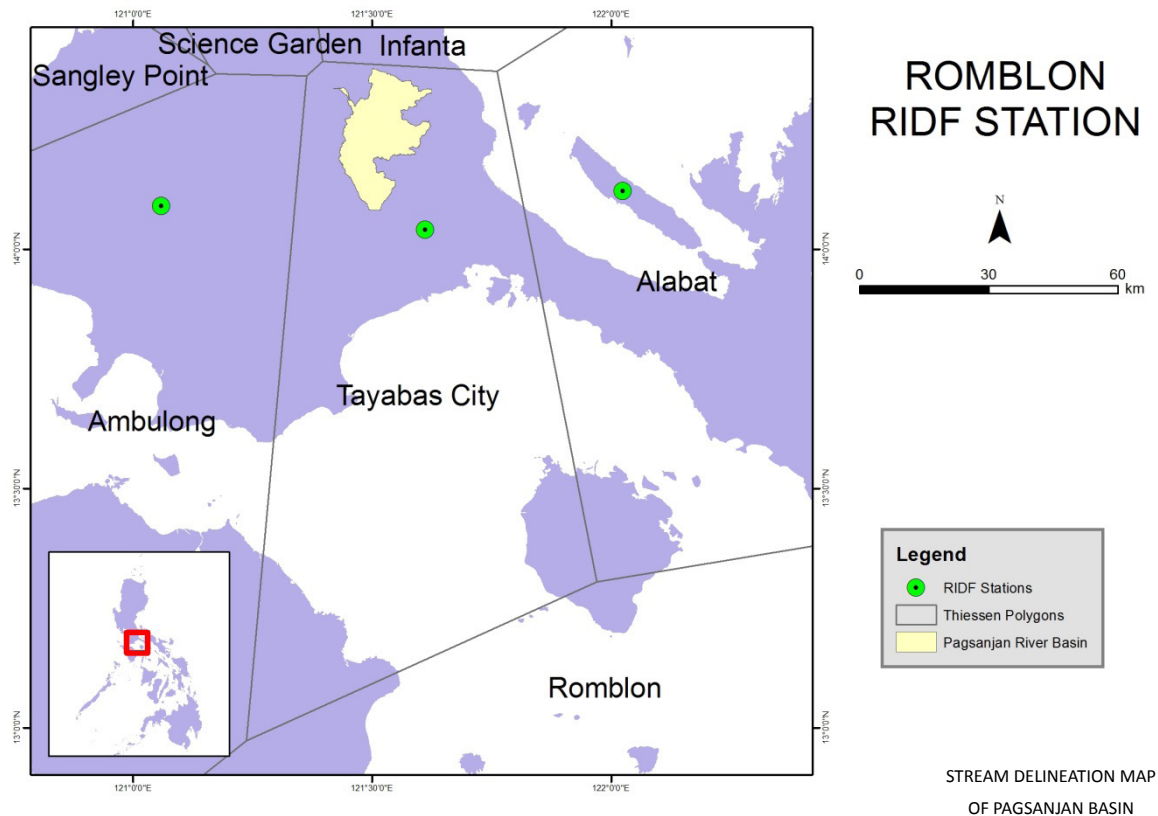 121°0'0"E
121°30'0"E
122°0'0"E
Science Garden
Infanta
Sangley Point
ROMBLON
RIDF STATION
N
14°0'0"N
14°0'0"N
Alabat
0 30 60
km
Tayabas City
Ambulong
13°30'0"N
13°30'0"N
Legend
RIDF Stations
Thiessen Polygons
Pagsanjan River Basin
Romblon
13°0'0"N
13°0'0"N
121°0'0"E
121°30'0"E
122°0'0"E
STREAM DELINEATION MAP
OF PAGSANJAN BASIN